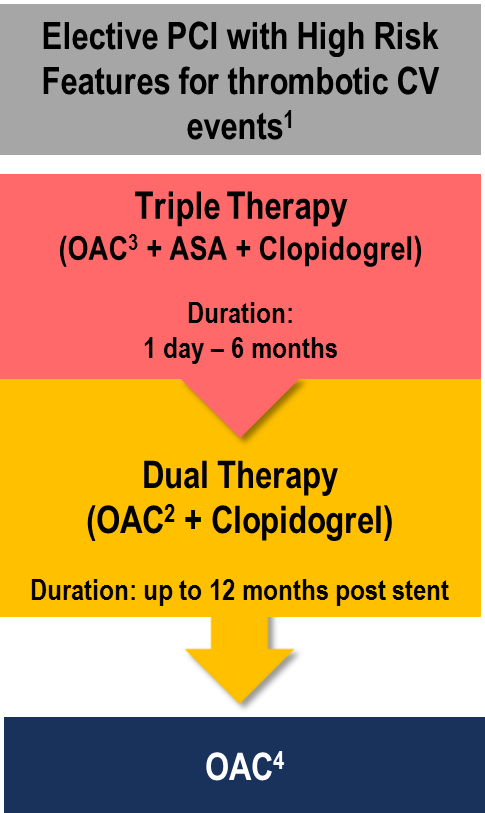 Elective PCI with High Risk
Features for thrombotic CV
events¹
Triple Therapy
(OAC³ + ASA + Clopidogrel)
Duration:
1 day – 6 months
Dual Therapy
(OAC² + Clopidogrel)
Duration: up to 12 months post stent
OAC⁴